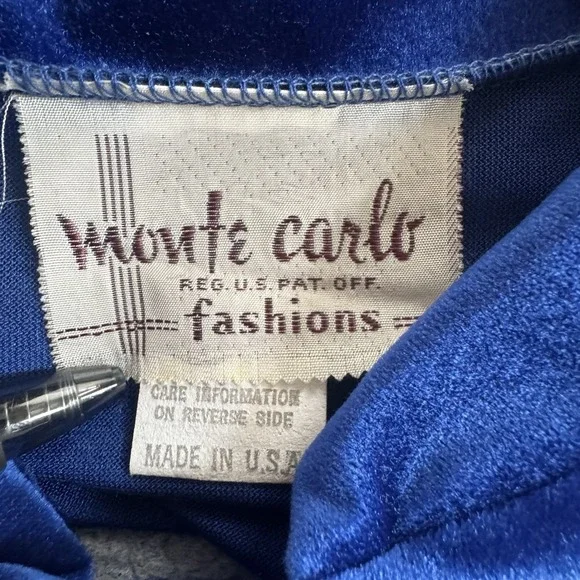 monte carlo
REG. U.S. PAT. OFF.
fashions
CARE INFORMATION
ON REVERSE SIDE
MADE IN U.S.A